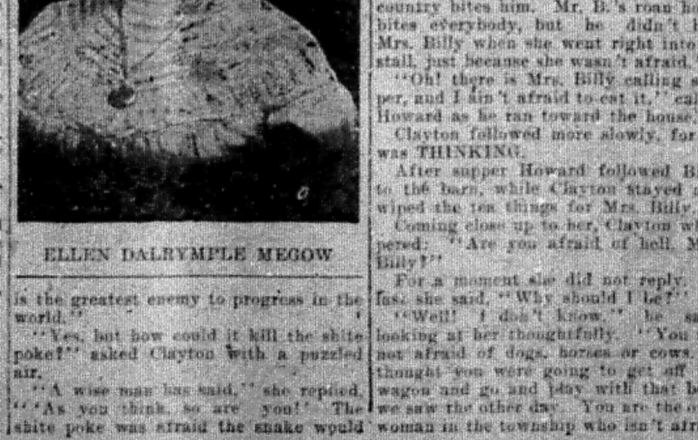 ELLEN DALRYMPLE MEGOW
is the greatest enemy to progress in the
world."
"Yes, but how could it kill the shite
poke?" asked Clayton with a puzzled
air.
"A wise man has said," she replied,
"'As you think, so are you!' The
shite poke was afraid the snake would
country bites him. Mr. B.'s roan
bites everybody, but he didn't
Mrs. Billy when she went right
stall, just because she wasn't afraid.
"Oh! there is Mrs. Billy calling
per, and I ain't afraid to eat it,"
Howard as he ran toward the house.
Clayton followed more slowly, for
was THINKING.
After supper Howard followed
to the barn, while Clayton stayed
wiped the tea things for Mrs. Billy
Coming close up to her, Clayton
pered: "Are you afraid of hell,
Billy?"
For a moment she did not reply.
she said, "Why should I be?"
"Well! I don't know," he
looking at her thoughtfully. "You
not afraid of dogs, horses or cows.
thought you were going to get off
wagon and go and play with that
we saw the other day. You are the
woman in the township who isn't